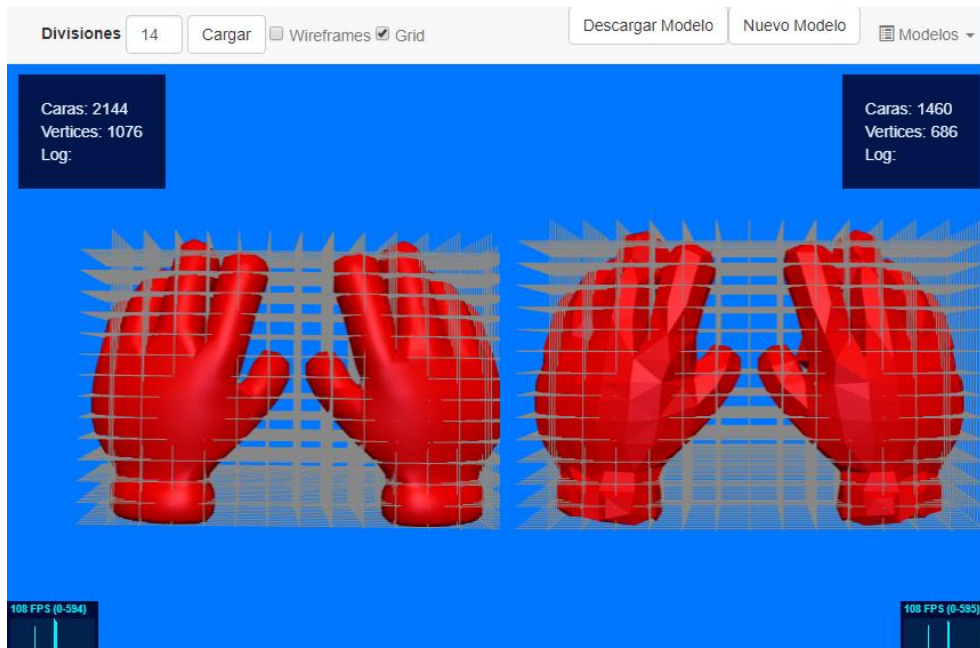 Divisiones 14 Cargar Wireframes Grid Descargar Modelo Nuevo Modelo Modelos
Caras: 2144
Vertices: 1076
Log:
Caras: 1460
Vertices: 686
Log:
108 FPS (0-594)
108 FPS (0-595)